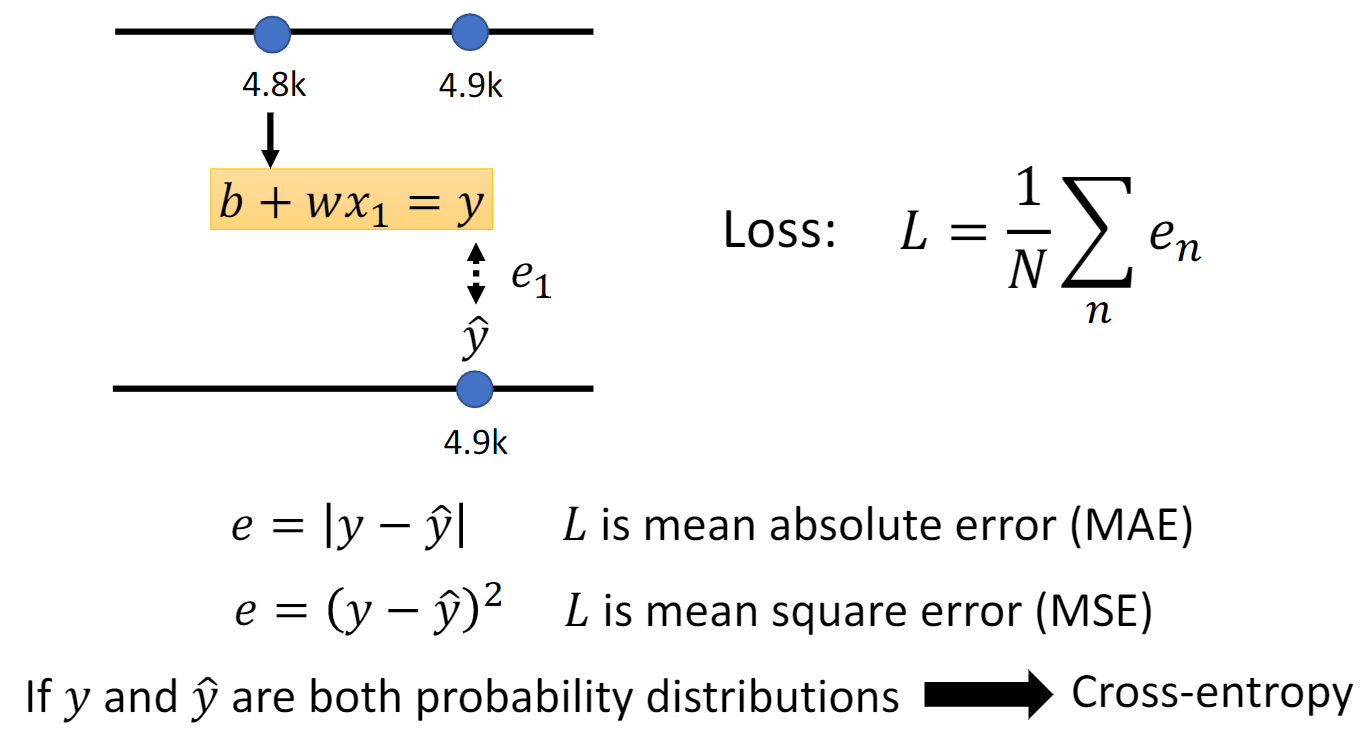 4.8k 4.9k
b + wx₁ = y
Loss: L = 1/N ∑ₙ eₙ
e₁
ŷ
4.9k
e = |y − ŷ| L is mean absolute error (MAE)
e = (y − ŷ)² L is mean square error (MSE)
If y and ŷ are both probability distributions Cross-entropy